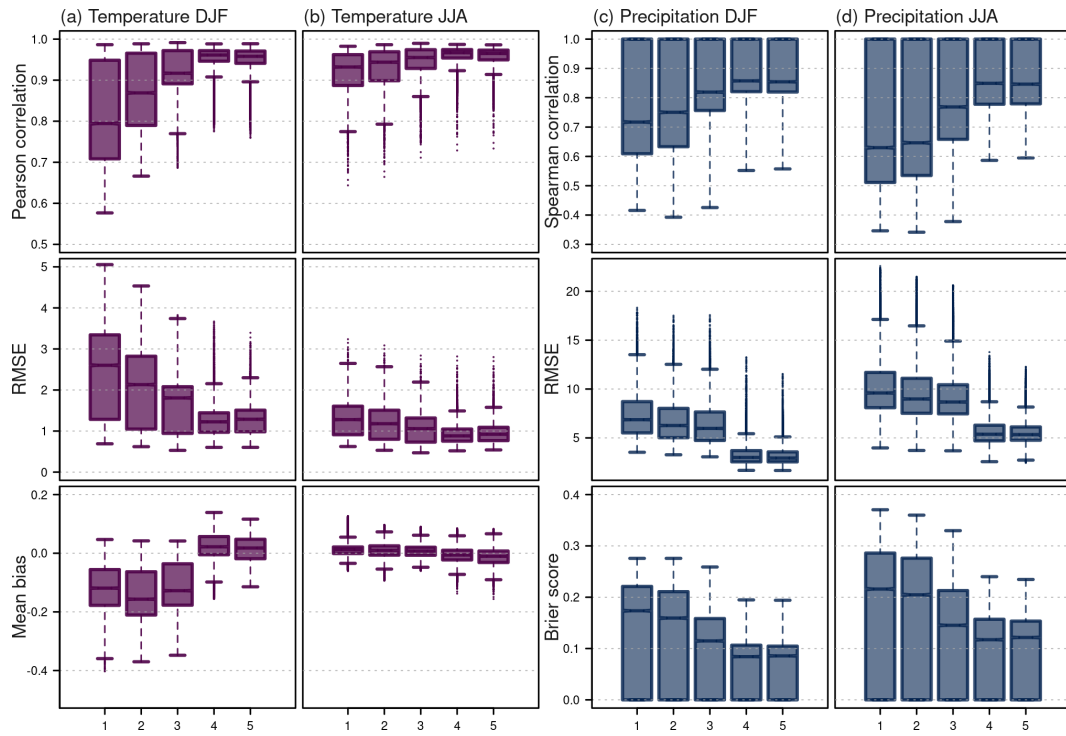 (a) Temperature DJF
(b) Temperature JJA
(c) Precipitation DJF
(d) Precipitation JJA
Pearson correlation
1.0
0.9
0.8
0.7
0.6
0.5
Spearman correlation
1.0
0.9
0.8
0.7
0.6
0.5
0.4
0.3
RMSE
5
4
3
2
1
0
RMSE
20
15
10
5
Mean bias
0.2
0.0
-0.2
-0.4
Brier score
0.4
0.3
0.2
0.1
0.0
1 2 3 4 5
1 2 3 4 5
1 2 3 4 5
1 2 3 4 5